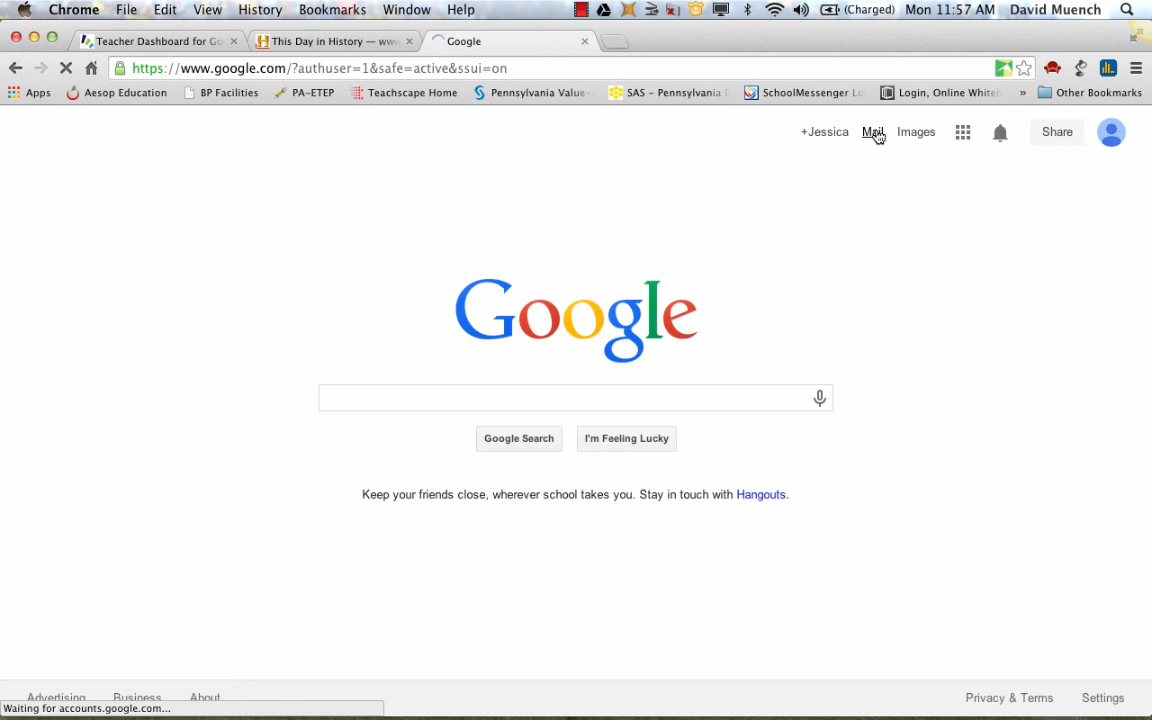 Chrome File Edit View History Bookmarks Window Help (Charged) Mon 11:57 AM David Muench
Teacher Dashboard for Go
This Day in History — www.
Google
https://www.google.com/?authuser=1&safe=active&ssui=on
Apps Aesop Education BP Facilities PA-ETEP Teachscape Home Pennsylvania Value- SAS - Pennsylvania D SchoolMessenger Lo Login, Online Whiteb » Other Bookmarks
+Jessica Mail Images Share
Google
Google Search I'm Feeling Lucky
Keep your friends close, wherever school takes you. Stay in touch with Hangouts.
Advertising Business About Privacy & Terms Settings
Waiting for accounts.google.com...